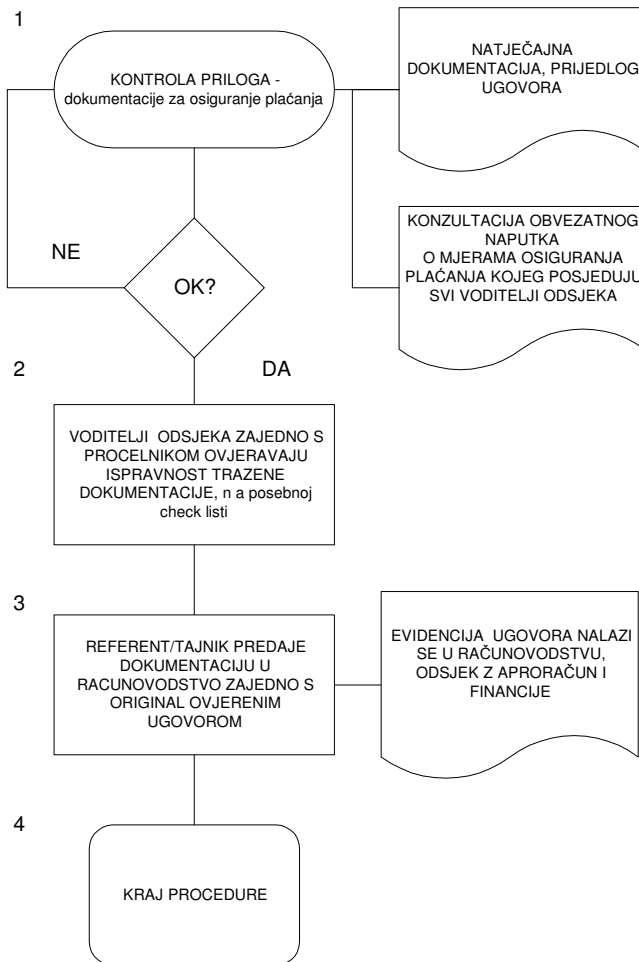 1
KONTROLA PRILOGA -
dokumentacije za osiguranje plaćanja
NATJEČAJNA
DOKUMENTACIJA, PRIJEDLOG
UGOVORA
KONZULTACIJA OBVEZATNOG
NAPUTKA
O MJERAMA OSIGURANJA
PLAĆANJA KOJEG POSJEDUJU
SVI VODITELJI ODSJEKA
NE
OK?
2
DA
VODITELJI ODSJEKA ZAJEDNO S
PROCELNIKOM OVJERAVAJU
ISPRAVNOST TRAZENE
DOKUMENTACIJE, n a posebnoj
check listi
3
REFERENT/TAJNIK PREDAJE
DOKUMENTACIJU U
RACUNOVODSTVO ZAJEDNO S
ORIGINAL OVJERENIM
UGOVOROM
EVIDENCIJA UGOVORA NALAZI
SE U RAČUNOVODSTVU,
ODSJEK Z APRORAČUN I
FINANCIJE
4
KRAJ PROCEDURE